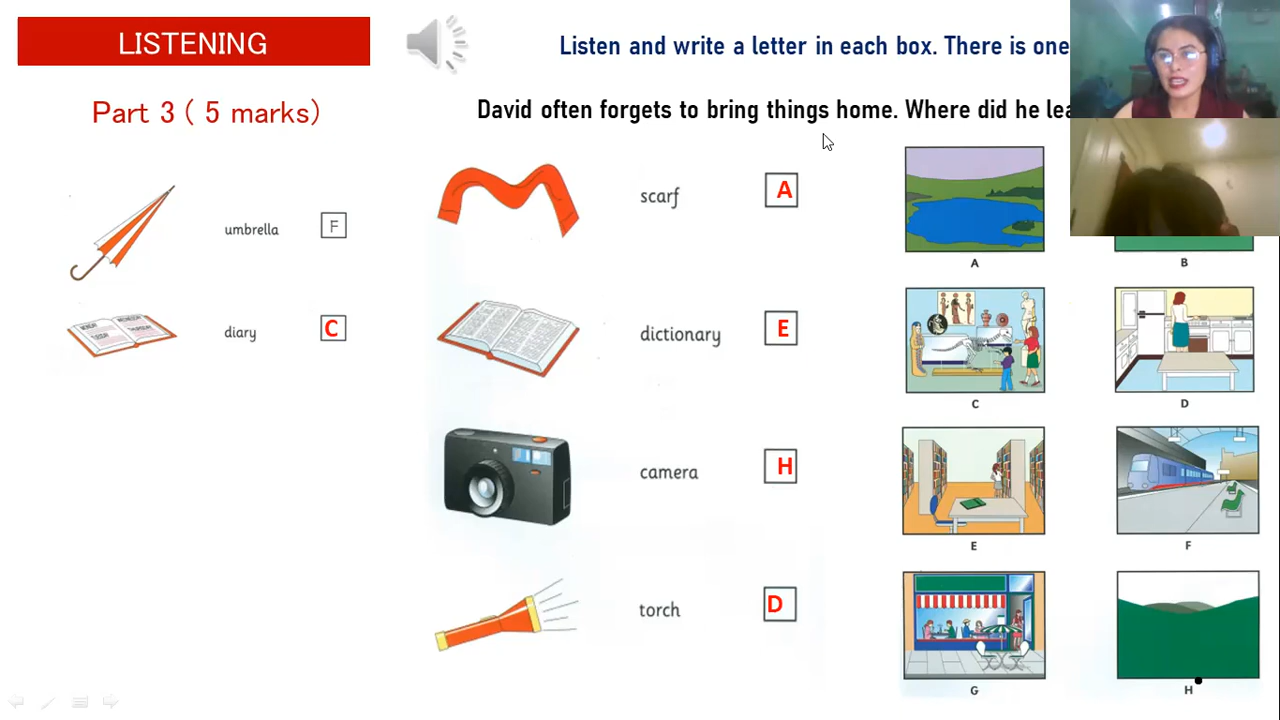 LISTENING
Part 3 ( 5 marks)
Listen and write a letter in each box. There is one
David often forgets to bring things home. Where did he
umbrella F
diary C
scarf A
dictionary E
camera H
torch D
A
B
C
D
E
F
G
H